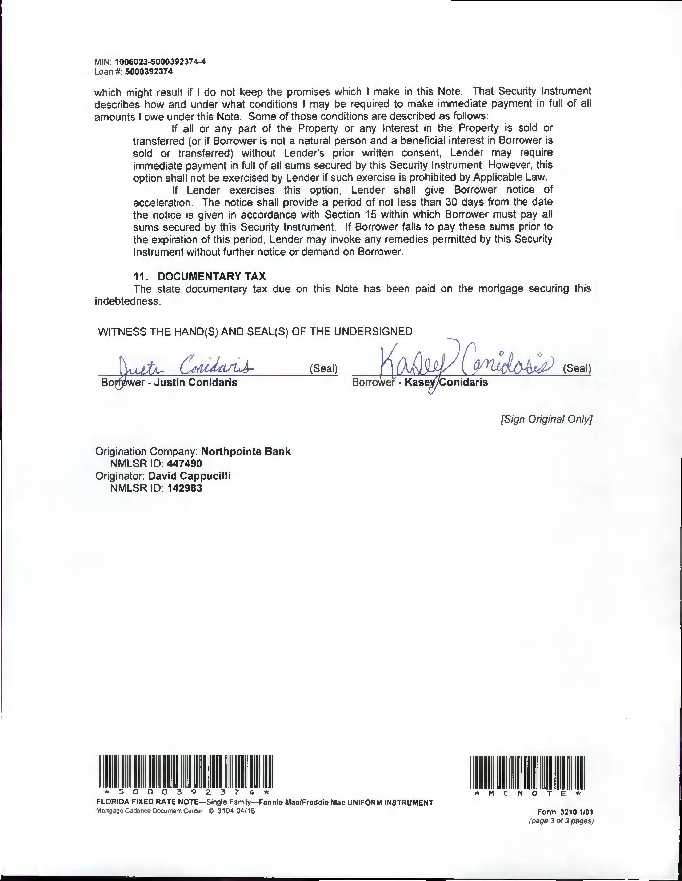 MIN: 1006023-5000392374-4
Loan #: 5000392374
which might result if I do not keep the promises which I make in this Note. That Security Instrument
describes how and under what conditions I may be required to make immediate payment in full of all
amounts I owe under this Note. Some of those conditions are described as follows:
If all or any part of the Property or any Interest in the Property is sold or
transferred (or if Borrower is not a natural person and a beneficial interest in Borrower is
sold or transferred) without Lender's prior written consent, Lender may require
immediate payment in full of all sums secured by this Security Instrument. However, this
option shall not be exercised by Lender if such exercise is prohibited by Applicable Law.
If Lender exercises this option, Lender shall give Borrower notice of
acceleration. The notice shall provide a period of not less than 30 days from the date
the notice is given in accordance with Section 15 within which Borrower must pay all
sums secured by this Security Instrument. If Borrower fails to pay these sums prior to
the expiration of this period, Lender may invoke any remedies permitted by this Security
Instrument without further notice or demand on Borrower.
11. DOCUMENTARY TAX
The state documentary tax due on this Note has been paid on the mortgage securing this
indebtedness.
WITNESS THE HAND(S) AND SEAL(S) OF THE UNDERSIGNED
Justin Conidaris (Seal) Kasey Conidaris (Seal)
Borrower - Justin Conidaris Borrower - Kasey Conidaris
[Sign Original Only]
Origination Company: Northpointe Bank
NMLSR ID: 447490
Originator: David Cappucilli
NMLSR ID: 142983
* 5 0 0 0 3 9 2 3 7 4 * * M C N O T E *
FLORIDA FIXED RATE NOTE—Single Family—Fannie Mae/Freddie Mac UNIFORM INSTRUMENT
Mortgage Cadence Document Center © 3104 04/16
Form 3210 1/01
(page 3 of 3 pages)